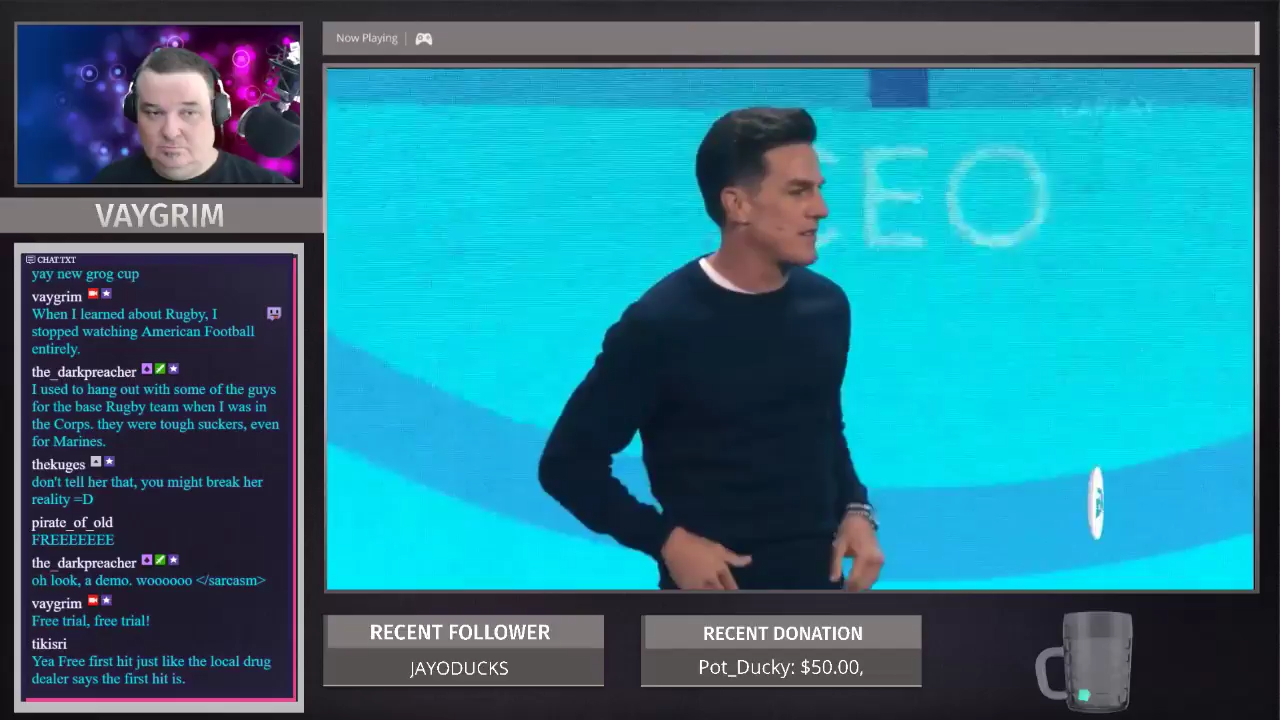 Now Playing
CEO
VAYGRIM
CHAT.TXT
yay new grog cup
vaygrim
When I learned about Rugby, I
stopped watching American Football
entirely.
the_darkpreacher
I used to hang out with some of the guys
for the base Rugby team when I was in
the Corps. they were tough suckers, even
for Marines.
thekuges
don't tell her that, you might break her
reality =D
pirate_of_old
FREEEEEEE
the_darkpreacher
oh look, a demo. woooooo </sarcasm>
vaygrim
Free trial, free trial!
tikisri
Yea Free first hit just like the local drug
dealer says the first hit is.
RECENT FOLLOWER
JAYODUCKS
RECENT DONATION
Pot_Ducky: $50.00,